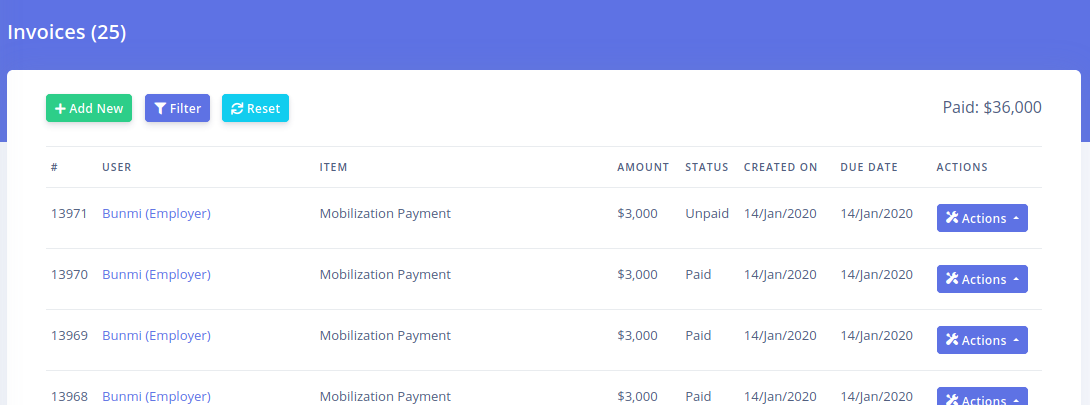 Invoices (25)
Add New Filter Reset Paid: $36,000
# USER ITEM AMOUNT STATUS CREATED ON DUE DATE ACTIONS
13971 Bunmi (Employer) Mobilization Payment $3,000 Unpaid 14/Jan/2020 14/Jan/2020 Actions
13970 Bunmi (Employer) Mobilization Payment $3,000 Paid 14/Jan/2020 14/Jan/2020 Actions
13969 Bunmi (Employer) Mobilization Payment $3,000 Paid 14/Jan/2020 14/Jan/2020 Actions
13968 Bunmi (Employer) Mobilization Payment $3,000 Paid 14/Jan/2020 14/Jan/2020 Actions